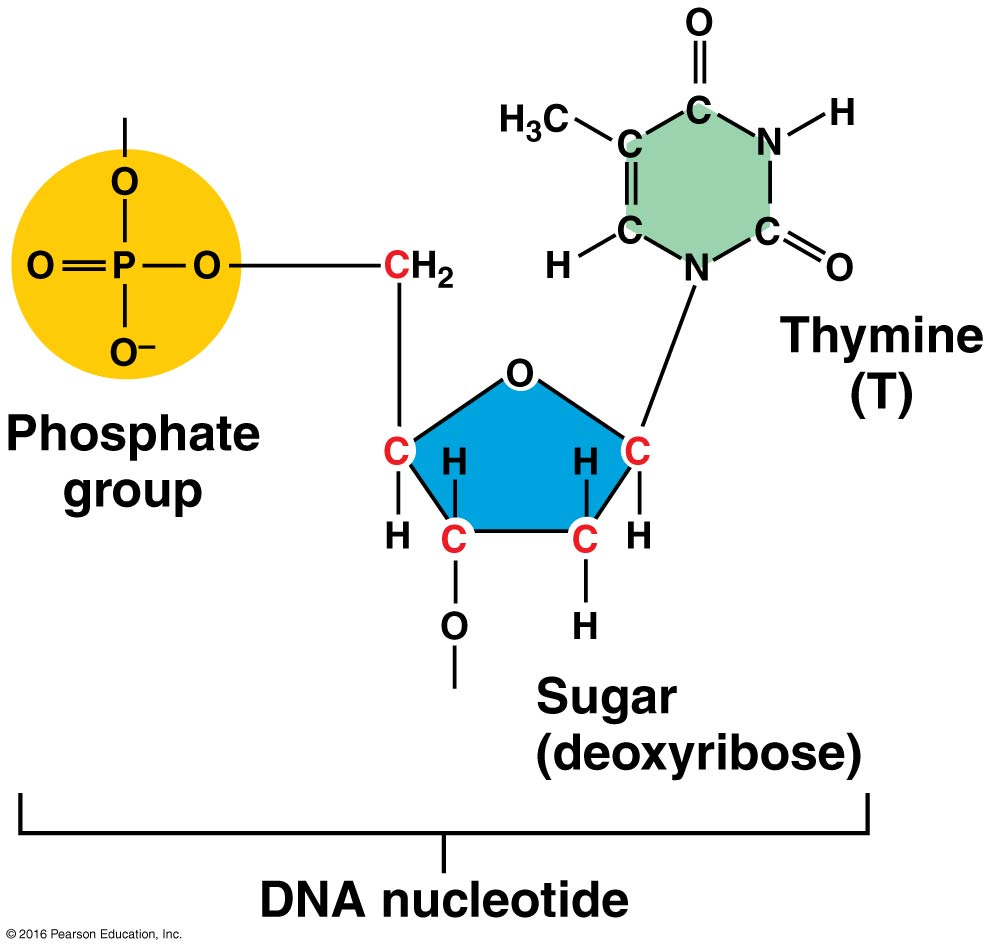 O
H₃C
C
H
C
N
O
O
P
O
CH₂
H
C
C
O
N
O⁻
Thymine
(T)
O
Phosphate
group
C
H
H
C
H
C
C
H
O
H
Sugar
(deoxyribose)
DNA nucleotide
© 2016 Pearson Education, Inc.